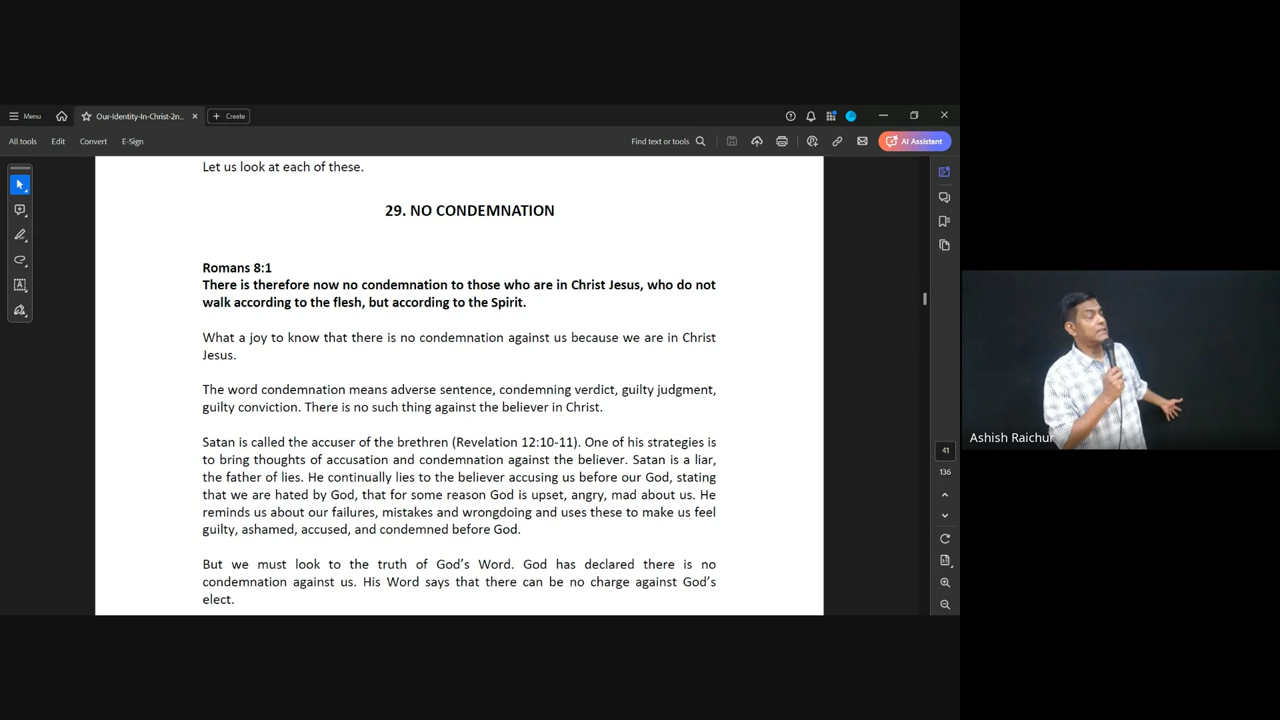 Menu
Our-Identity-In-Christ-2n...
Create
All tools
Edit
Convert
E-Sign
Find text or tools
AI Assistant
Let us look at each of these.
29. NO CONDEMNATION
Romans 8:1
There is therefore now no condemnation to those who are in Christ Jesus, who do not
walk according to the flesh, but according to the Spirit.
What a joy to know that there is no condemnation against us because we are in Christ
Jesus.
The word condemnation means adverse sentence, condemning verdict, guilty judgment,
guilty conviction. There is no such thing against the believer in Christ.
Satan is called the accuser of the brethren (Revelation 12:10-11). One of his strategies is
to bring thoughts of accusation and condemnation against the believer. Satan is a liar,
the father of lies. He continually lies to the believer accusing us before our God, stating
that we are hated by God, that for some reason God is upset, angry, mad about us. He
reminds us about our failures, mistakes and wrongdoing and uses these to make us feel
guilty, ashamed, accused, and condemned before God.
But we must look to the truth of God’s Word. God has declared there is no
condemnation against us. His Word says that there can be no charge against God’s
elect.
41
136
Ashish Raichur